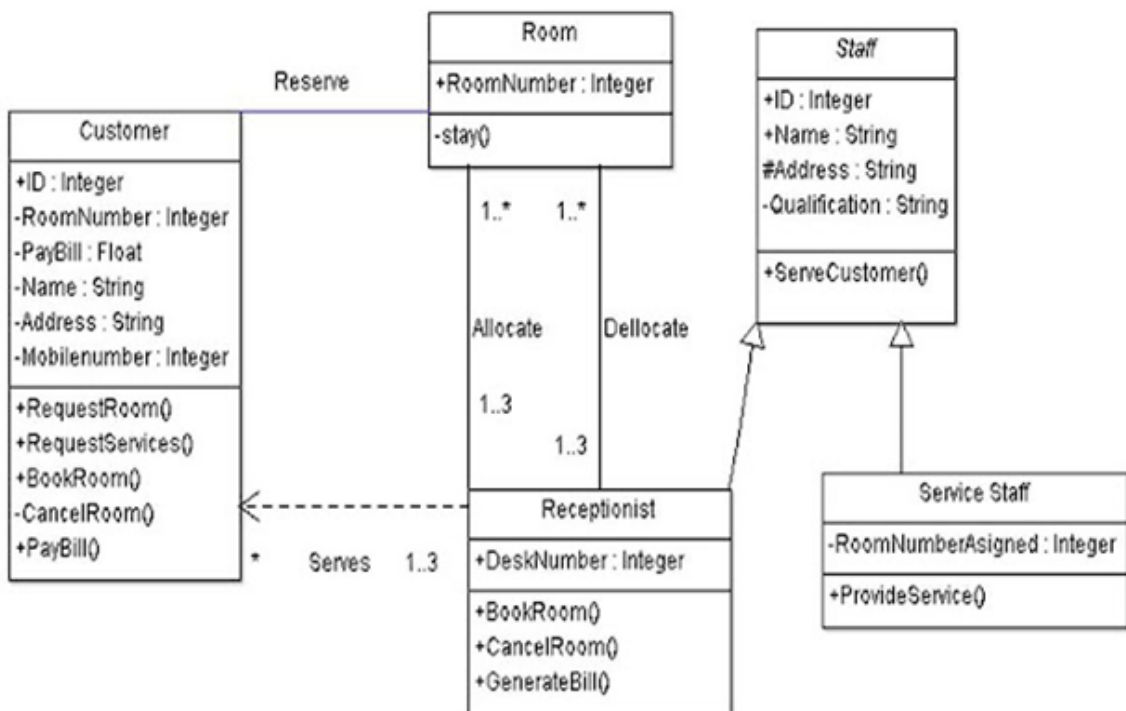 Room
+RoomNumber : Integer
-stay()
Reserve
Customer
+ID : Integer
-RoomNumber : Integer
-PayBill : Float
-Name : String
-Address : String
-Mobilenumber : Integer
+RequestRoom()
+RequestServices()
+BookRoom()
-CancelRoom()
+PayBill()
1..*
1..*
Allocate
Dellocate
1..3
1..3
* Serves 1..3
Staff
+ID : Integer
+Name : String
#Address : String
-Qualification : String
+ServeCustomer()
Receptionist
+DeskNumber : Integer
+BookRoom()
+CancelRoom()
+GenerateBill()
Service Staff
-RoomNumberAsigned : Integer
+ProvideService()